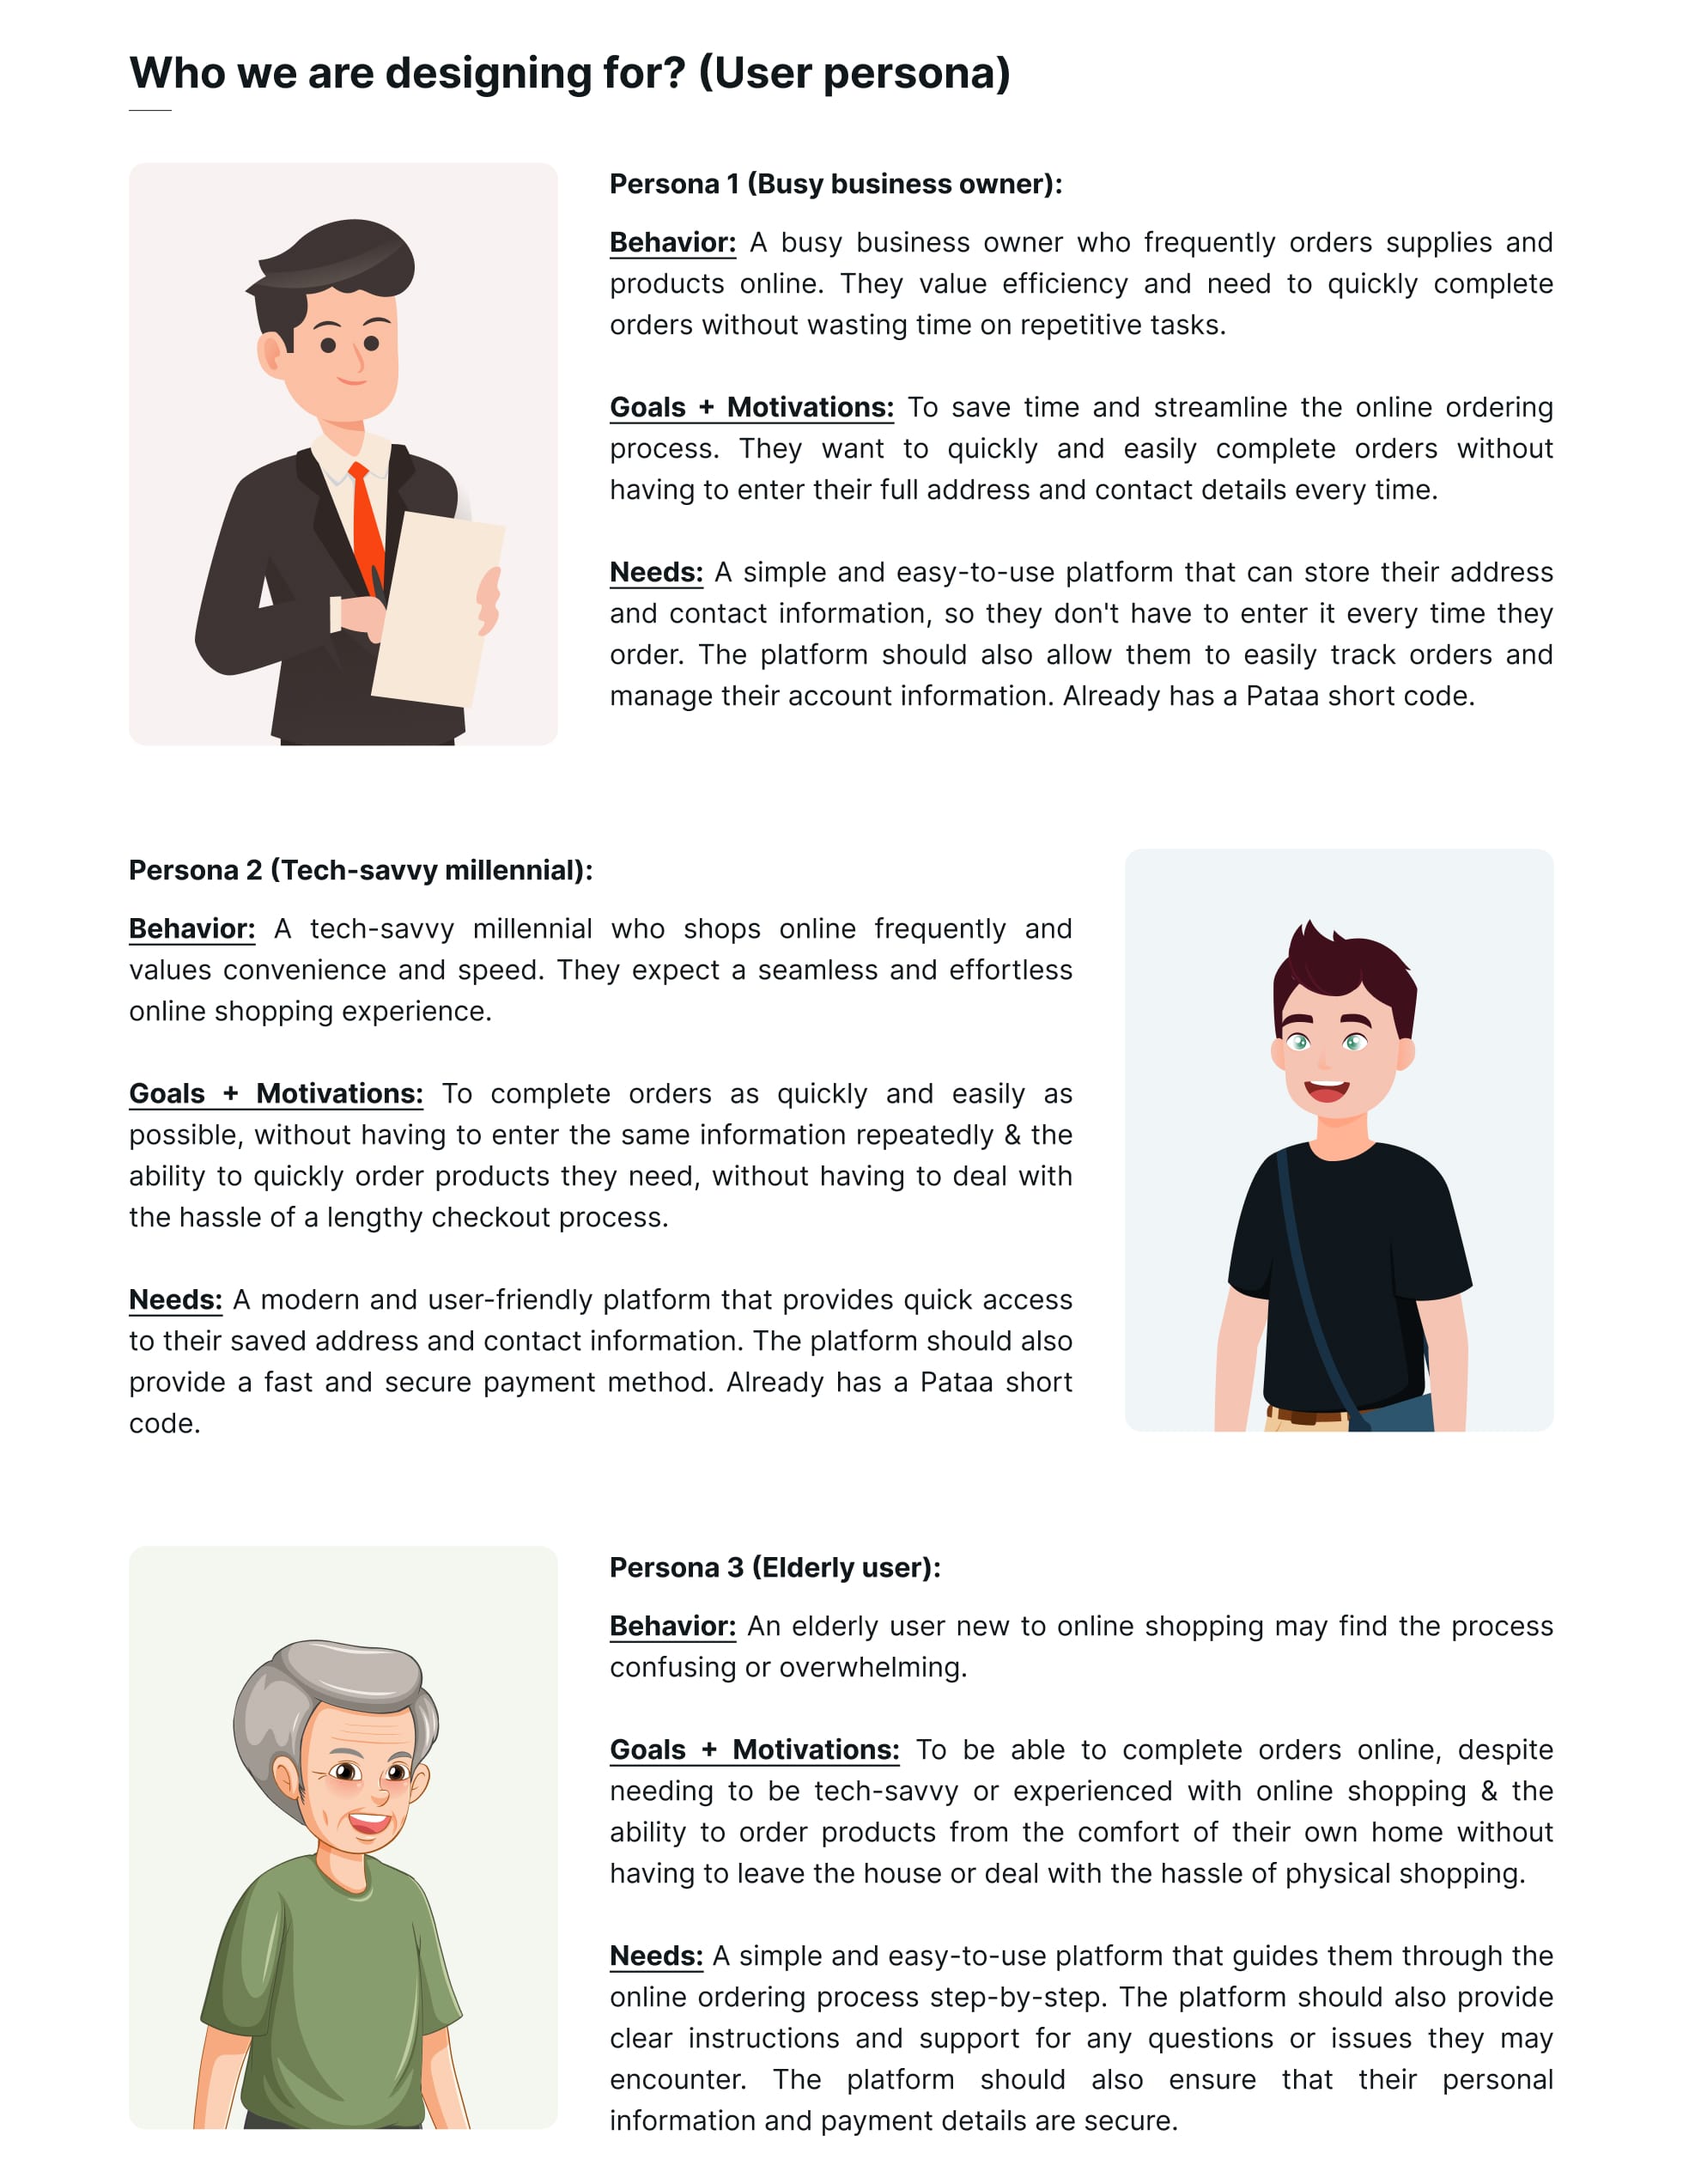 Who we are designing for? (User persona)
Persona 1 (Busy business owner):
Behavior: A busy business owner who frequently orders supplies and
products online. They value efficiency and need to quickly complete
orders without wasting time on repetitive tasks.
Goals + Motivations: To save time and streamline the online ordering
process. They want to quickly and easily complete orders without
having to enter their full address and contact details every time.
Needs: A simple and easy-to-use platform that can store their address
and contact information, so they don't have to enter it every time they
order. The platform should also allow them to easily track orders and
manage their account information. Already has a Pataa short code.
Persona 2 (Tech-savvy millennial):
Behavior: A tech-savvy millennial who shops online frequently and
values convenience and speed. They expect a seamless and effortless
online shopping experience.
Goals + Motivations: To complete orders as quickly and easily as
possible, without having to enter the same information repeatedly & the
ability to quickly order products they need, without having to deal with
the hassle of a lengthy checkout process.
Needs: A modern and user-friendly platform that provides quick access
to their saved address and contact information. The platform should also
provide a fast and secure payment method. Already has a Pataa short
code.
Persona 3 (Elderly user):
Behavior: An elderly user new to online shopping may find the process
confusing or overwhelming.
Goals + Motivations: To be able to complete orders online, despite
needing to be tech-savvy or experienced with online shopping & the
ability to order products from the comfort of their own home without
having to leave the house or deal with the hassle of physical shopping.
Needs: A simple and easy-to-use platform that guides them through the
online ordering process step-by-step. The platform should also provide
clear instructions and support for any questions or issues they may
encounter. The platform should also ensure that their personal
information and payment details are secure.